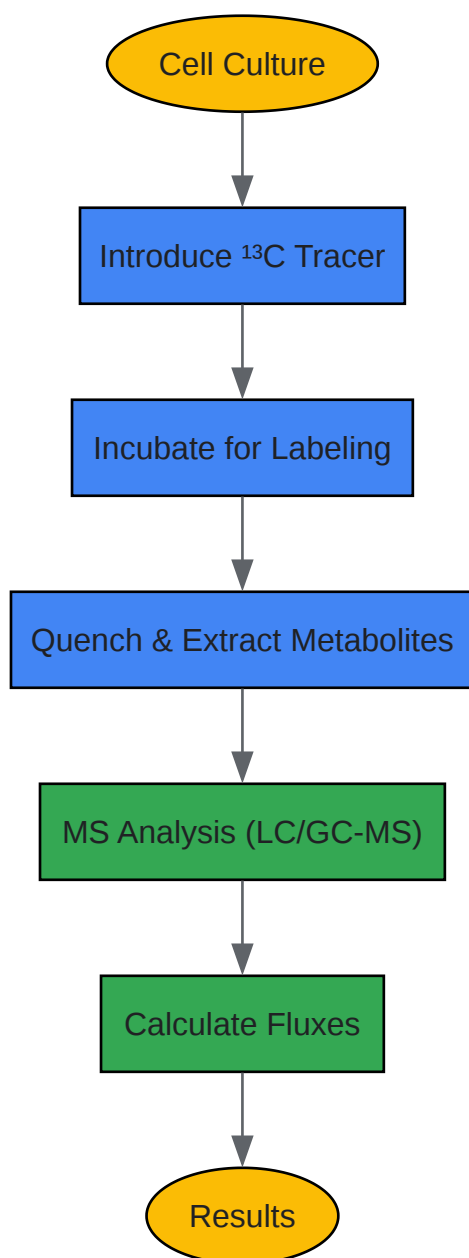 Cell Culture
Introduce ¹³C Tracer
Incubate for Labeling
Quench & Extract Metabolites
MS Analysis (LC/GC-MS)
Calculate Fluxes
Results